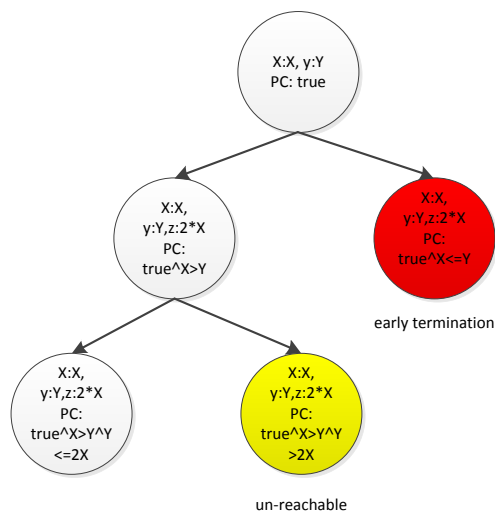 X:X, y:Y
PC: true
X:X,
y:Y,z:2*X
PC:
true^X>Y
X:X,
y:Y,z:2*X
PC:
true^X<=Y
early termination
X:X,
y:Y,z:2*X
PC:
true^X>Y^Y
<=2X
X:X,
y:Y,z:2*X
PC:
true^X>Y^Y
>2X
un-reachable